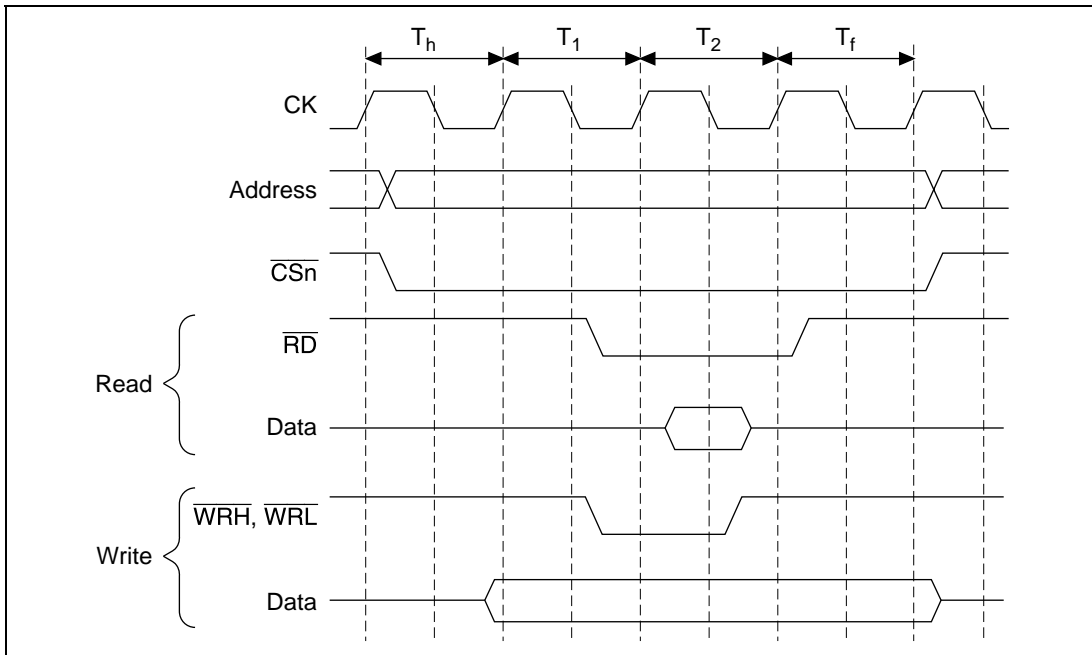 Th T1 T2 Tf
CK
Address
CSn
RD
Read
Data
WRH, WRL
Write
Data